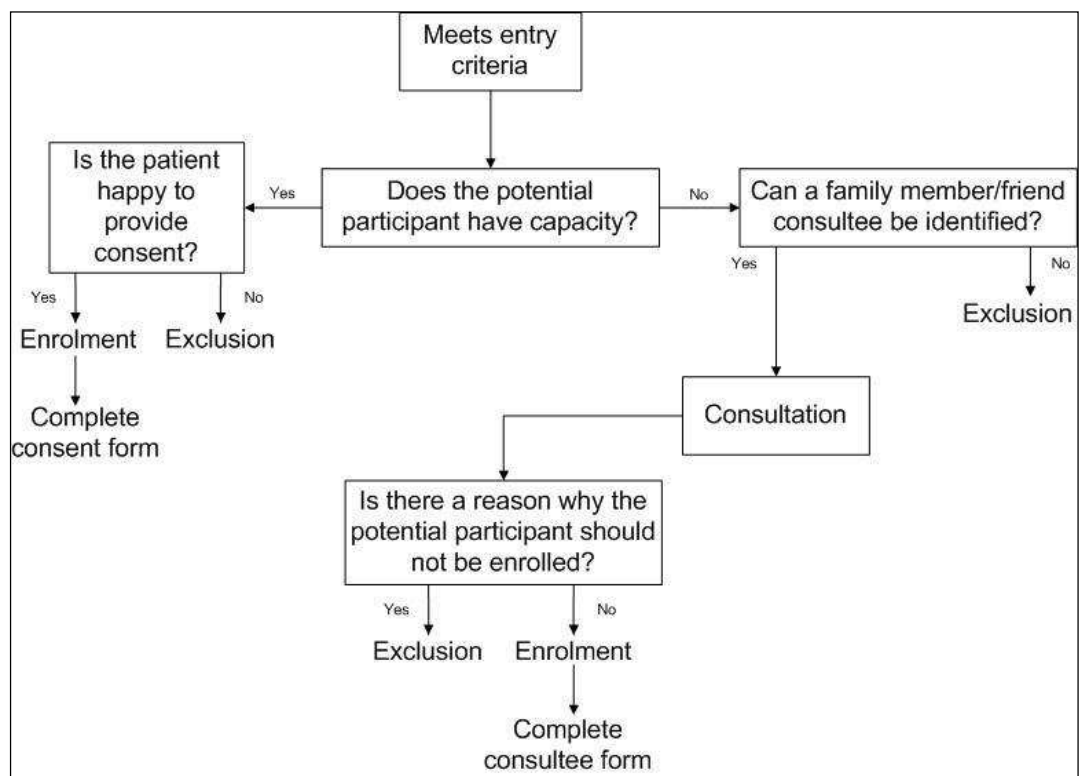 Meets entry
criteria
Is the patient
happy to
provide
consent?
Yes
Does the potential
participant have capacity?
No
Can a family member/friend
consultee be identified?
Yes
No
Enrolment
Exclusion
Complete
consent form
Yes
No
Exclusion
Consultation
Is there a reason why the
potential participant should
not be enrolled?
Yes
No
Exclusion
Enrolment
Complete
consultee form